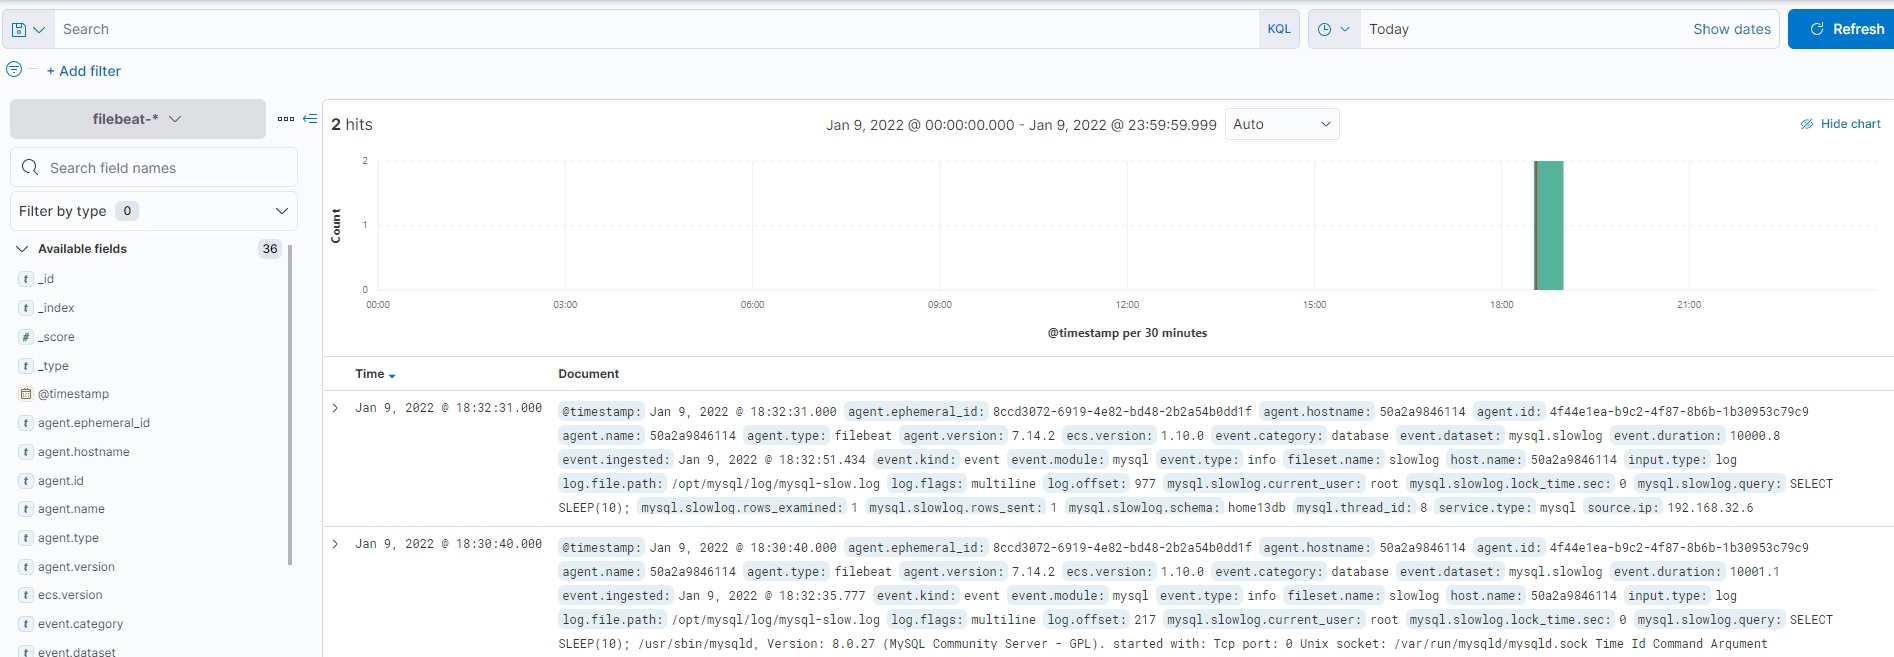 Search KQL Today Show dates Refresh
+ Add filter
filebeat-*
2 hits Jan 9, 2022 @ 00:00:00.000 - Jan 9, 2022 @ 23:59:59.999 Auto Hide chart
Search field names
Filter by type 0
Available fields 36
t _id
t _index
# _score
t _type
@timestamp
t agent.ephemeral_id
t agent.hostname
t agent.id
t agent.name
t agent.type
t agent.version
t ecs.version
t event.category
t event.dataset
Count
2
1
0
00:00 03:00 06:00 09:00 12:00 15:00 18:00 21:00
@timestamp per 30 minutes
Time Document
Jan 9, 2022 @ 18:32:31.000 @timestamp: Jan 9, 2022 @ 18:32:31.000 agent.ephemeral_id: 8ccd3072-6919-4e82-bd48-2b2a54b0dd1f agent.hostname: 50a2a9846114 agent.id: 4f44e1ea-b9c2-4f87-8b6b-1b30953c79c9
agent.name: 50a2a9846114 agent.type: filebeat agent.version: 7.14.2 ecs.version: 1.10.0 event.category: database event.dataset: mysql.slowlog event.duration: 10000.8
event.ingested: Jan 9, 2022 @ 18:32:51.434 event.kind: event event.module: mysql event.type: info fileset.name: slowlog host.name: 50a2a9846114 input.type: log
log.file.path: /opt/mysql/log/mysql-slow.log log.flags: multiline log.offset: 977 mysql.slowlog.current_user: root mysql.slowlog.lock_time.sec: 0 mysql.slowlog.query: SELECT
SLEEP(10); mysql.slowlog.rows_examined: 1 mysql.slowlog.rows_sent: 1 mysql.slowlog.schema: home13db mysql.thread_id: 8 service.type: mysql source.ip: 192.168.32.6
Jan 9, 2022 @ 18:30:40.000 @timestamp: Jan 9, 2022 @ 18:30:40.000 agent.ephemeral_id: 8ccd3072-6919-4e82-bd48-2b2a54b0dd1f agent.hostname: 50a2a9846114 agent.id: 4f44e1ea-b9c2-4f87-8b6b-1b30953c79c9
agent.name: 50a2a9846114 agent.type: filebeat agent.version: 7.14.2 ecs.version: 1.10.0 event.category: database event.dataset: mysql.slowlog event.duration: 10001.1
event.ingested: Jan 9, 2022 @ 18:32:35.777 event.kind: event event.module: mysql event.type: info fileset.name: slowlog host.name: 50a2a9846114 input.type: log
log.file.path: /opt/mysql/log/mysql-slow.log log.flags: multiline log.offset: 217 mysql.slowlog.current_user: root mysql.slowlog.lock_time.sec: 0 mysql.slowlog.query: SELECT
SLEEP(10); /usr/sbin/mysqld, Version: 8.0.27 (MySQL Community Server - GPL). started with: Tcp port: 0 Unix socket: /var/run/mysqld/mysqld.sock Time Id Command Argument